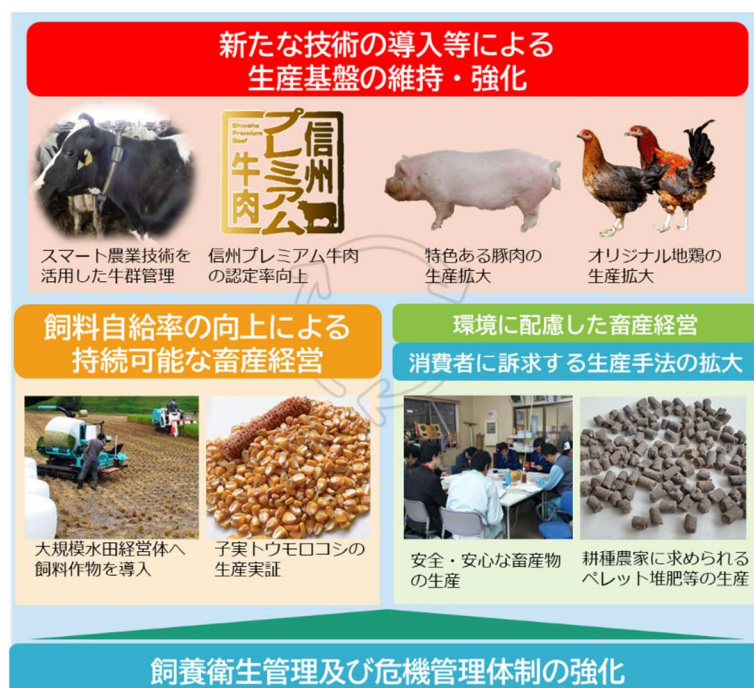 新たな技術の導入等による
生産基盤の維持・強化
Shinshu
Premium
Beef
信州
プレミアム
牛肉
スマート農業技術を
活用した牛群管理
信州プレミアム牛肉
の認定率向上
特色ある豚肉の
生産拡大
オリジナル地鶏の
生産拡大
飼料自給率の向上による
持続可能な畜産経営
環境に配慮した畜産経営
消費者に訴求する生産手法の拡大
大規模水田経営体へ
飼料作物を導入
子実トウモロコシの
生産実証
安全・安心な畜産物
の生産
耕種農家に求められる
ペレット堆肥等の生産
飼養衛生管理及び危機管理体制の強化